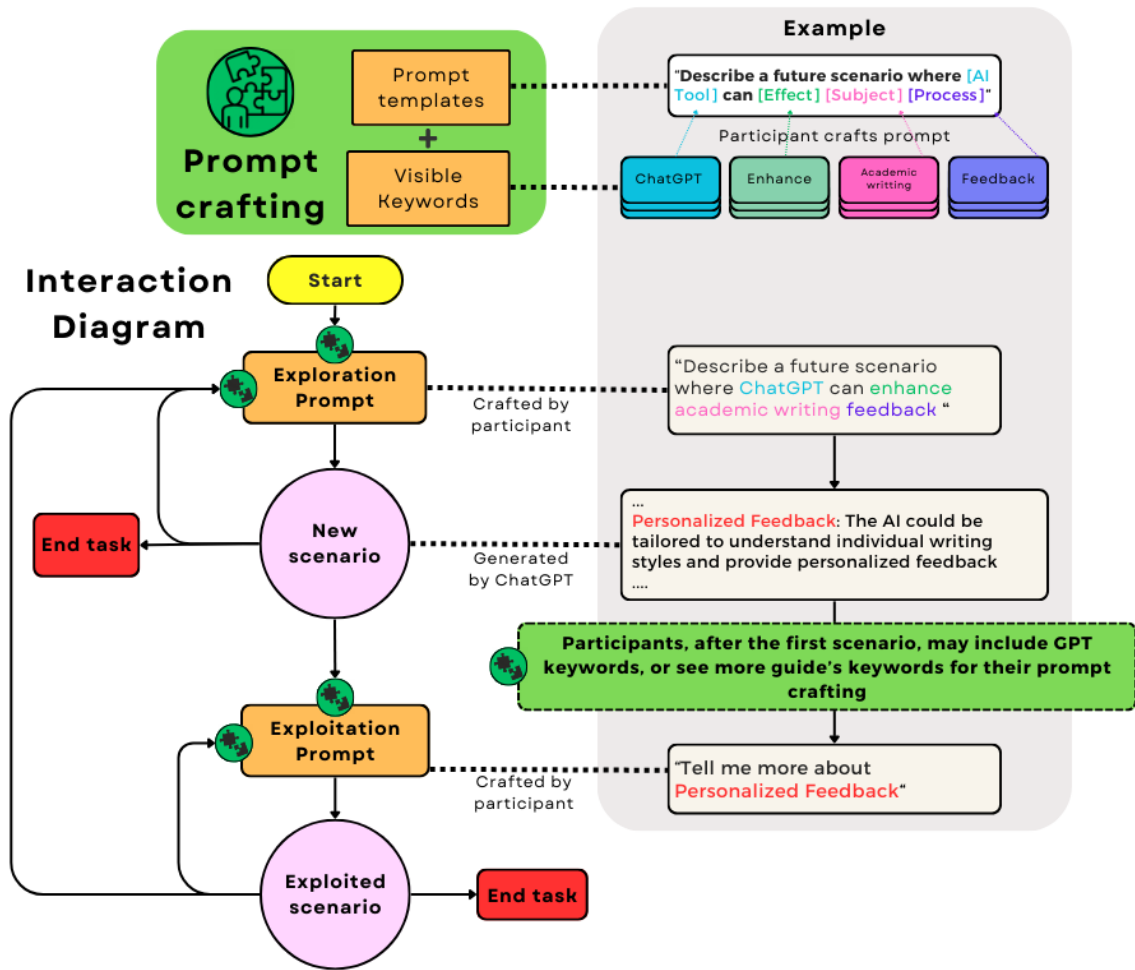 Example
Prompt
templates
+
Visible
Keywords
Prompt
crafting
"Describe a future scenario where [AI
Tool] can [Effect] [Subject] [Process]"
Participant crafts prompt
ChatGPT
Enhance
Academic
writting
Feedback
Interaction
Diagram
Start
Exploration
Prompt
Crafted by
participant
"Describe a future scenario
where ChatGPT can enhance
academic writing feedback "
New
scenario
End task
Generated
by ChatGPT
...
Personalized Feedback: The AI could be
tailored to understand individual writing
styles and provide personalized feedback
....
Participants, after the first scenario, may include GPT
keywords, or see more guide's keywords for their prompt
crafting
Exploitation
Prompt
Crafted by
participant
"Tell me more about
Personalized Feedback"
Exploited
scenario
End task